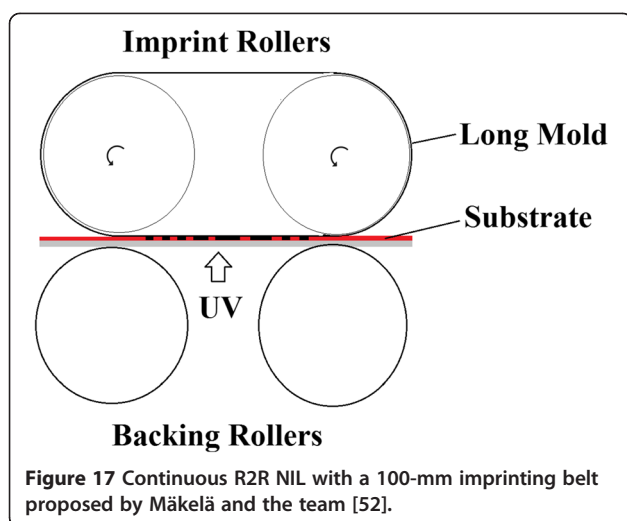 Imprint Rollers
Long Mold
Substrate
UV
Backing Rollers
Figure 17 Continuous R2R NIL with a 100-mm imprinting belt
proposed by Mäkelä and the team [52].